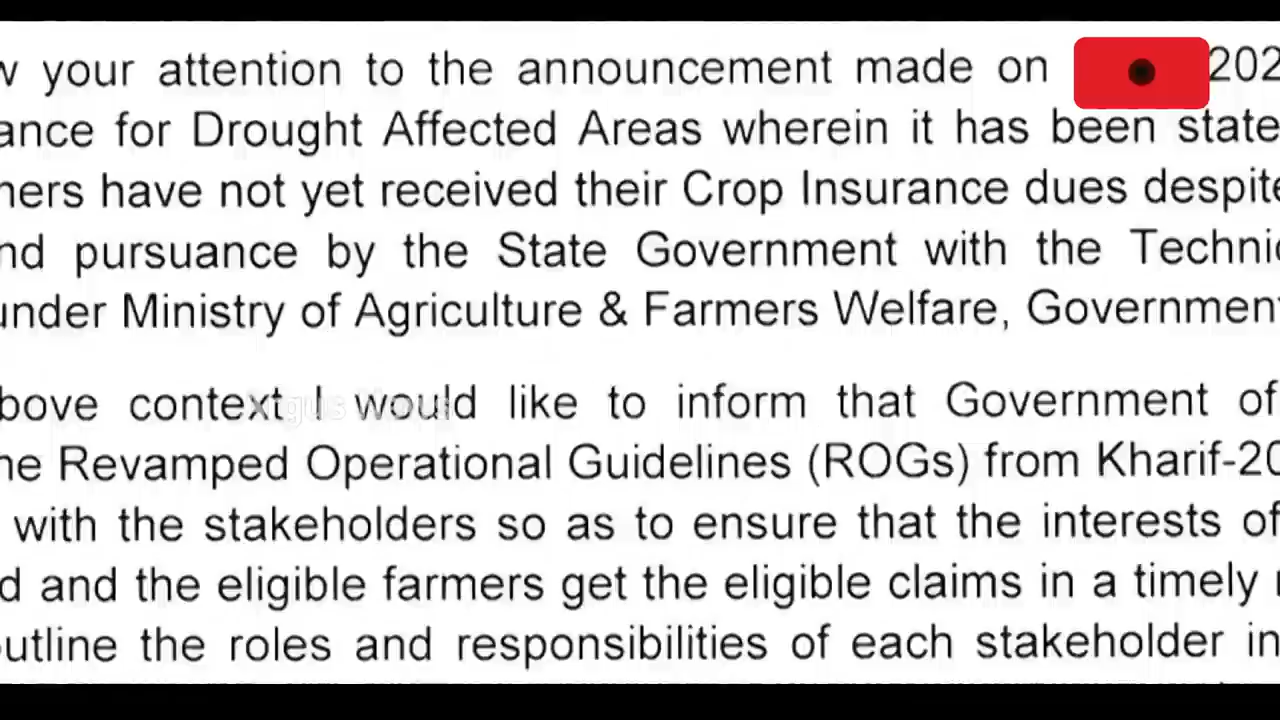 your attention to the announcement made on 202
ance for Drought Affected Areas wherein it has been state
ners have not yet received their Crop Insurance dues despite
nd pursuance by the State Government with the Technic
under Ministry of Agriculture & Farmers Welfare, Government
bove context I would like to inform that Government of
ne Revamped Operational Guidelines (ROGs) from Kharif-20
with the stakeholders so as to ensure that the interests of
d and the eligible farmers get the eligible claims in a timely
outline the roles and responsibilities of each stakeholder in